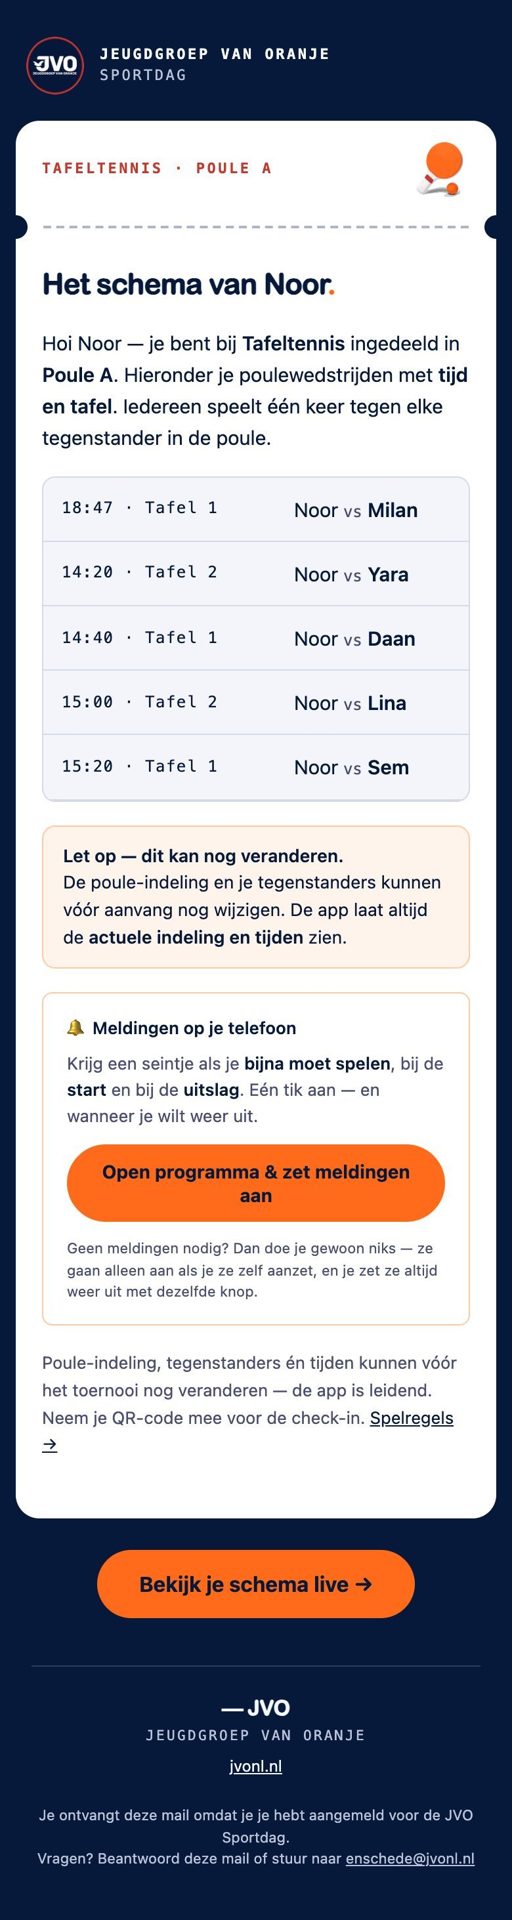 JVO
JEUGDGROEP VAN ORANJE
JEUGDGROEP VAN ORANJE
SPORTDAG
TAFELTENNIS · POULE A
Het schema van Noor.
Hoi Noor — je bent bij Tafeltennis ingedeeld in
Poule A. Hieronder je poulewedstrijden met tijd
en tafel. Iedereen speelt één keer tegen elke
tegenstander in de poule.
18:47 · Tafel 1 Noor vs Milan
14:20 · Tafel 2 Noor vs Yara
14:40 · Tafel 1 Noor vs Daan
15:00 · Tafel 2 Noor vs Lina
15:20 · Tafel 1 Noor vs Sem
Let op — dit kan nog veranderen.
De poule-indeling en je tegenstanders kunnen
vóór aanvang nog wijzigen. De app laat altijd
de actuele indeling en tijden zien.
🔔 Meldingen op je telefoon
Krijg een seintje als je bijna moet spelen, bij de
start en bij de uitslag. Eén tik aan — en
wanneer je wilt weer uit.
Open programma & zet meldingen
aan
Geen meldingen nodig? Dan doe je gewoon niks — ze
gaan alleen aan als je ze zelf aanzet, en je zet ze altijd
weer uit met dezelfde knop.
Poule-indeling, tegenstanders én tijden kunnen vóór
het toernooi nog veranderen — de app is leidend.
Neem je QR-code mee voor de check-in. Spelregels
→
Bekijk je schema live →
— JVO
JEUGDGROEP VAN ORANJE
jvonl.nl
Je ontvangt deze mail omdat je je hebt aangemeld voor de JVO
Sportdag.
Vragen? Beantwoord deze mail of stuur naar enschede@jvonl.nl